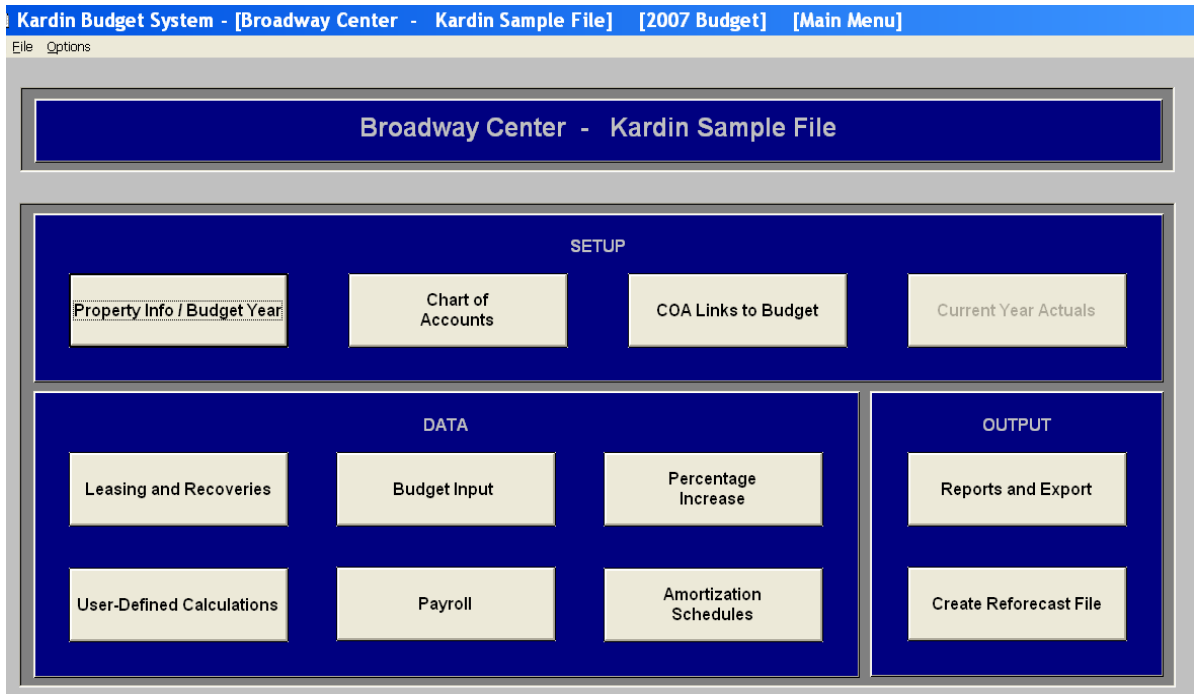 Kardin Budget System - [Broadway Center - Kardin Sample File] [2007 Budget] [Main Menu]
File Options
Broadway Center - Kardin Sample File
SETUP
Property Info / Budget Year
Chart of
Accounts
COA Links to Budget
Current Year Actuals
DATA
Leasing and Recoveries
Budget Input
Percentage
Increase
User-Defined Calculations
Payroll
Amortization
Schedules
OUTPUT
Reports and Export
Create Reforecast File